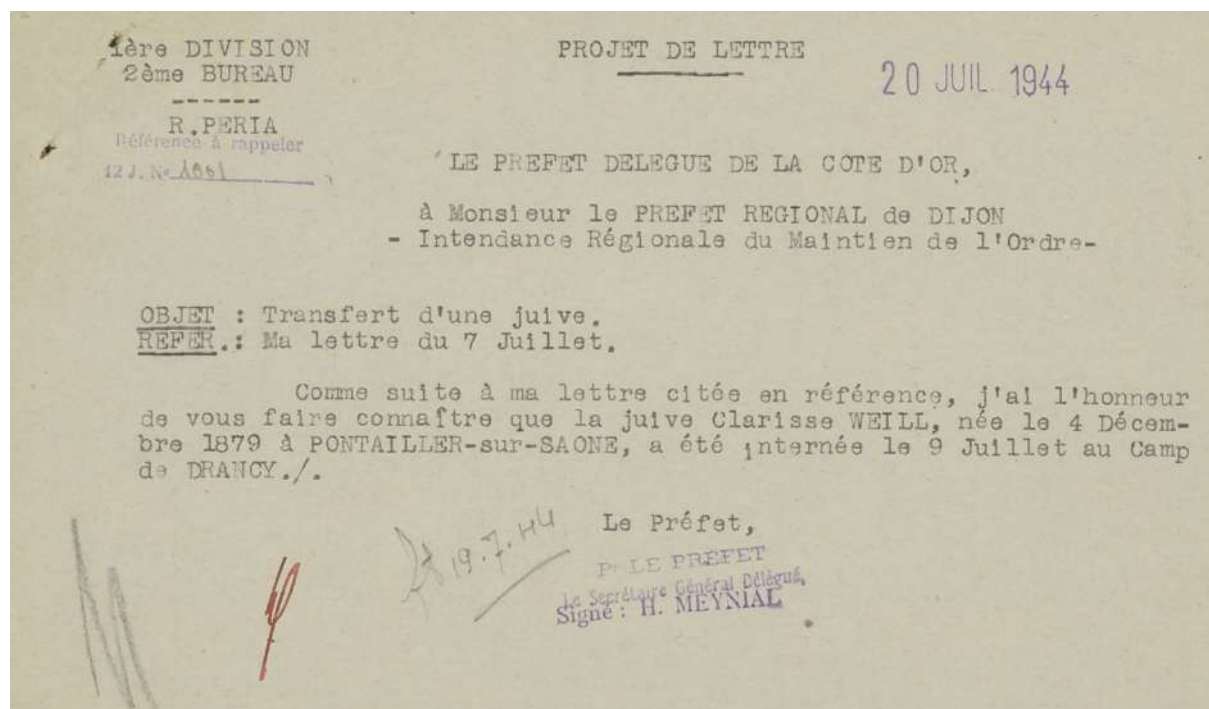 1ère DIVISION
2ème BUREAU
------
R.PERIA
Référence à rappeler
12 J. No 1001
PROJET DE LETTRE
20 JUIL. 1944
LE PREFET DELEGUE DE LA COTE D'OR,
à Monsieur le PREFET REGIONAL de DIJON
- Intendance Régionale du Maintien de l'Ordre-
OBJET : Transfert d'une juive.
REFER.: Ma lettre du 7 Juillet.
Comme suite à ma lettre citée en référence, j'ai l'honneur
de vous faire connaître que la juive Clarisse WEILL, née le 4 Décem-
bre 1879 à PONTAILLER-sur-SAONE, a été internée le 9 Juillet au Camp
de DRANCY./.
19.7.44
Le Préfet,
Pr LE PREFET
Le Secrétaire Général Délégué,
Signé : H. MEYNIAL